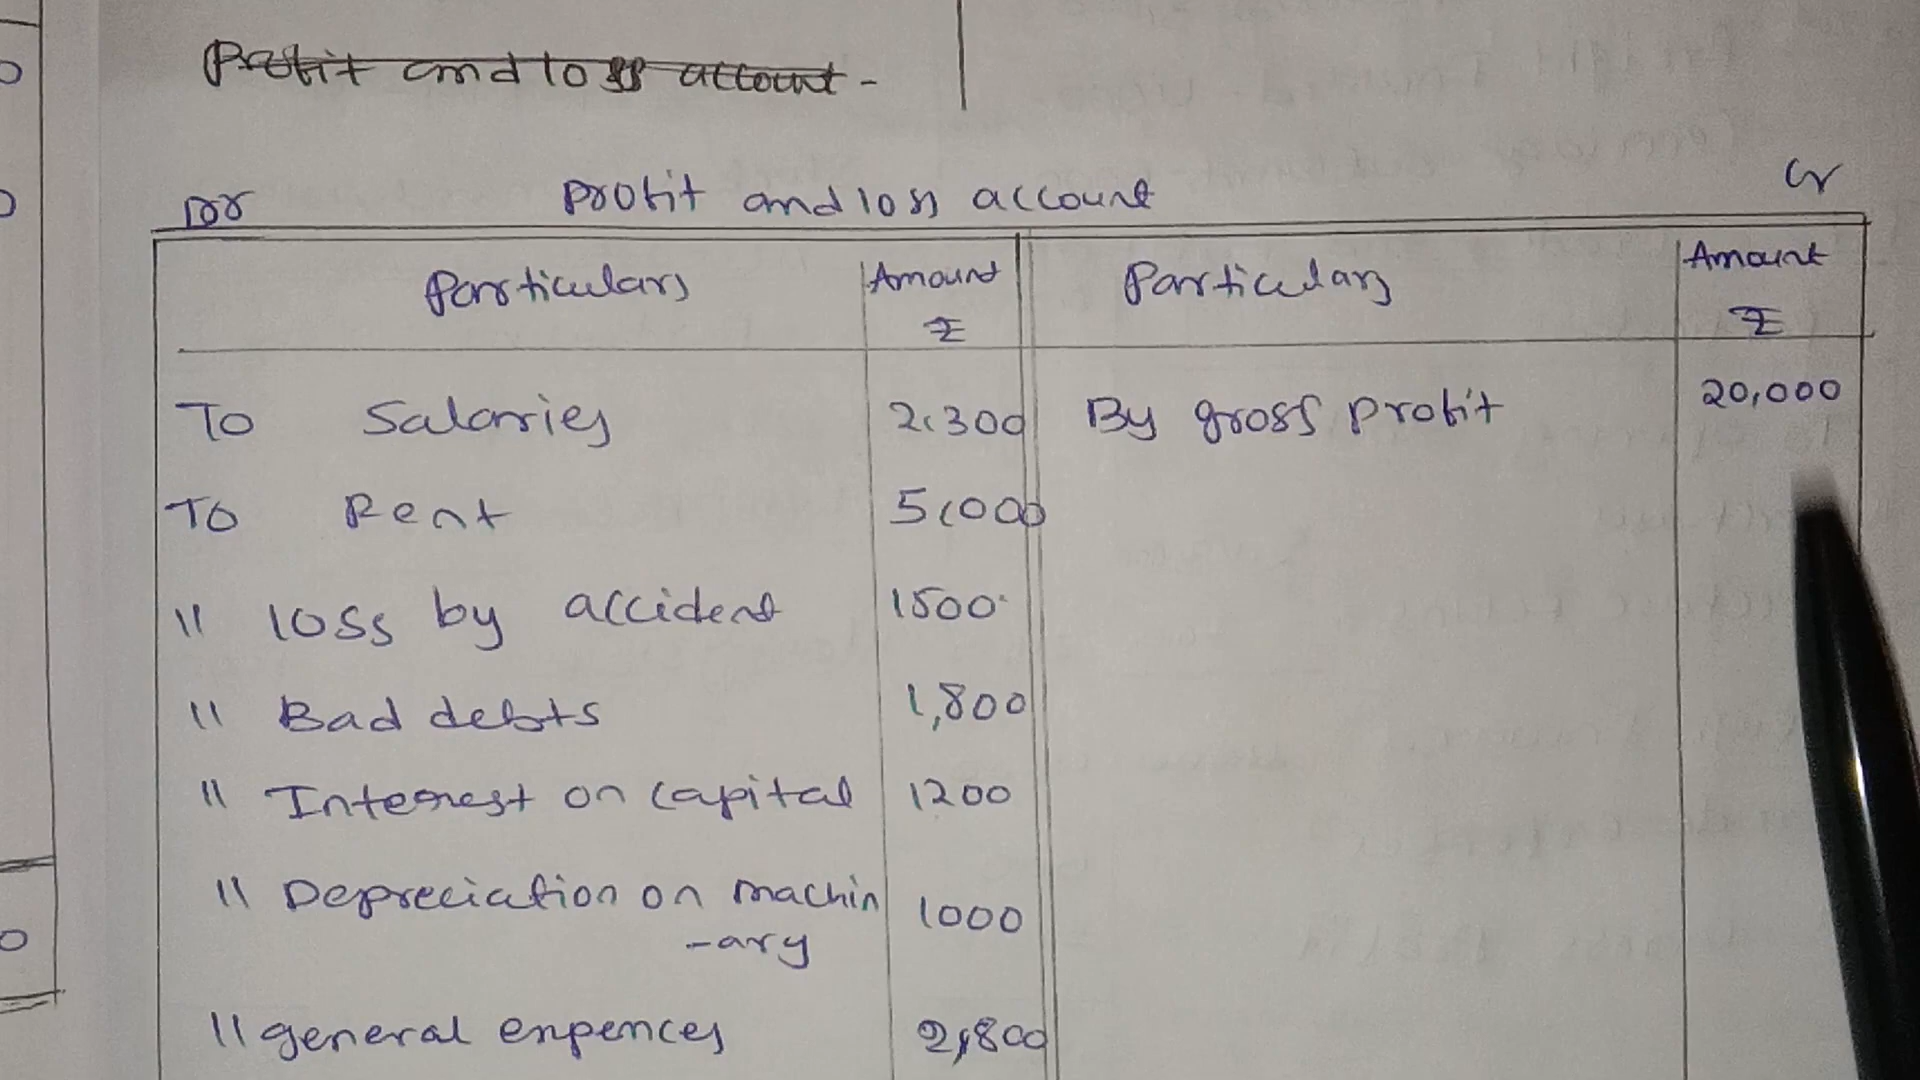 Profit and loss account -
Dr Profit and loss account Cr
Particulars Amount ₹ Particulars Amount ₹
To Salaries 2,300 By gross profit 20,000
To Rent 5,000
" loss by accident 1500
" Bad debts 1,800
" Interest on capital 1200
" Depreciation on machin
-ary 1000
" general expences 2,800